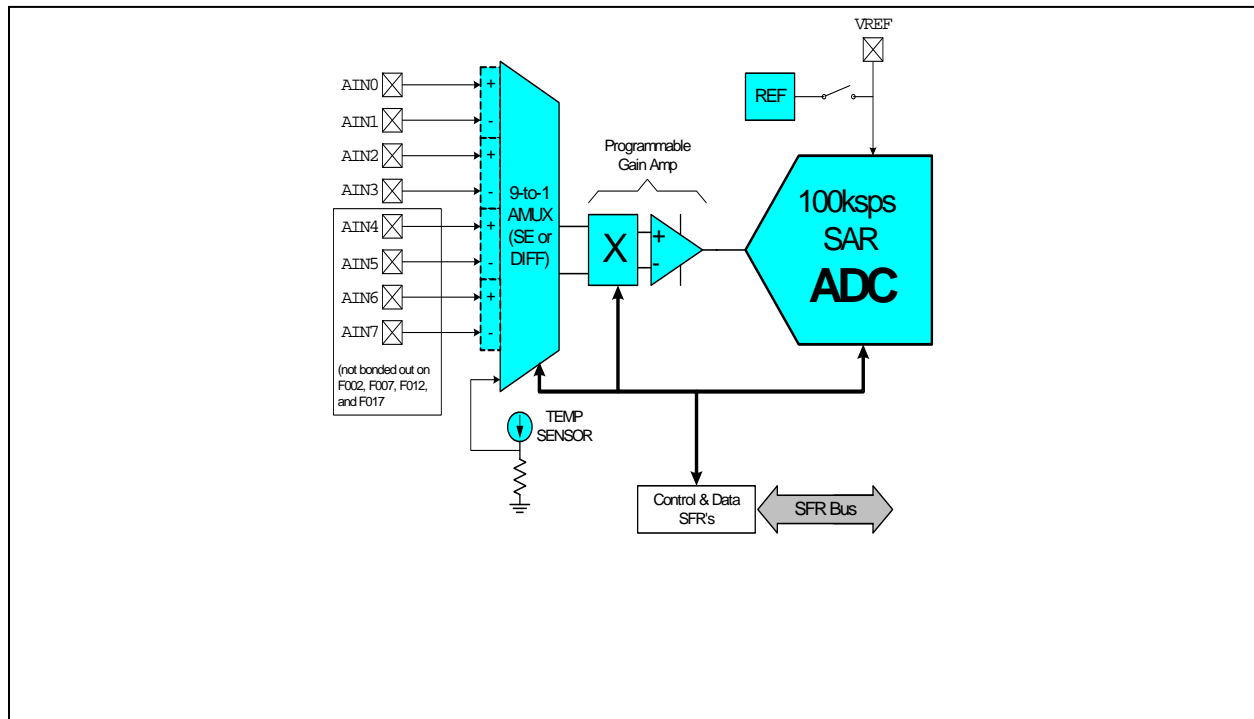 VREF
AIN0
AIN1
AIN2
AIN3
AIN4
AIN5
AIN6
AIN7
(not bonded out on
F002, F007, F012,
and F017
+
-
+
-
+
-
+
-
9-to-1
AMUX
(SE or
DIFF)
TEMP
SENSOR
Programmable
Gain Amp
X
+
-
REF
100ksps
SAR
ADC
Control & Data
SFR's
SFR Bus